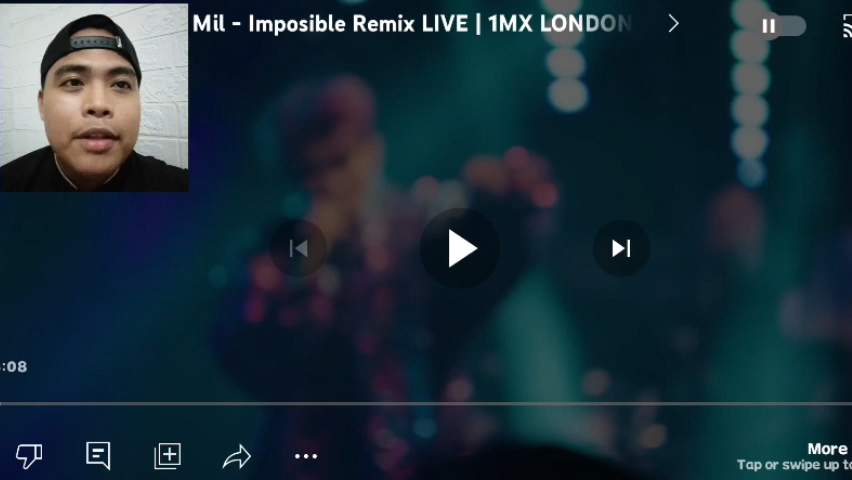 Mil - Imposible Remix LIVE | 1MX LONDON
:08
More
Tap or swipe up to